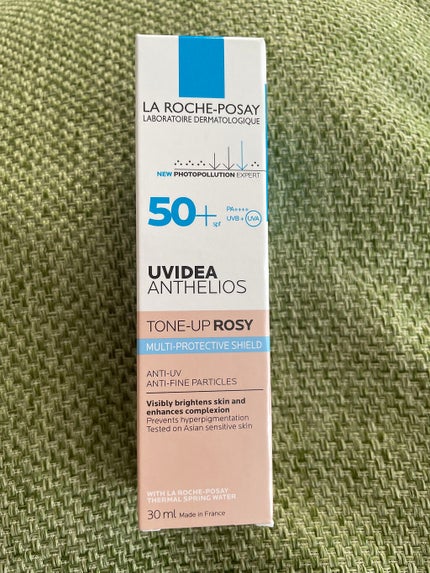 LA ROCHE-POSAY
LABORATOIRE DERMATOLOGIQUE
NEW PHOTOPOLLUTION EXPERT
50+ spf
PA++++
UVB + UVA
UVIDEA
ANTHELIOS
TONE-UP ROSY
MULTI-PROTECTIVE SHIELD
ANTI-UV
ANTI-FINE PARTICLES
Visibly brightens skin and
enhances complexion
Prevents hyperpigmentation
Tested on Asian sensitive skin
WITH LA ROCHE-POSAY
THERMAL SPRING WATER
30 ml Made in France